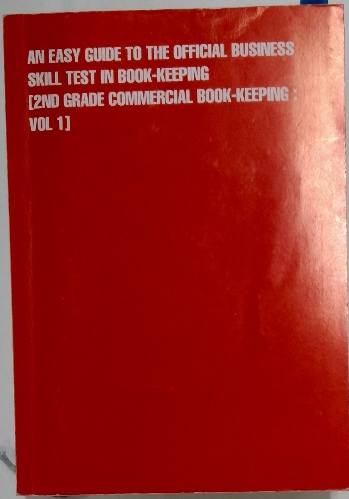 AN EASY GUIDE TO THE OFFICIAL BUSINESS
SKILL TEST IN BOOK-KEEPING
[2ND GRADE COMMERCIAL BOOK-KEEPING :
VOL 1]